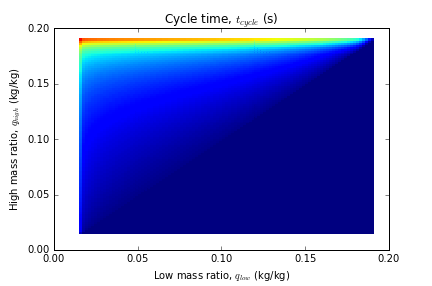 Cycle time, t_cycle (s)
High mass ratio, q_high (kg/kg)
0.20
0.15
0.10
0.05
0.00
0.00 0.05 0.10 0.15 0.20
Low mass ratio, q_low (kg/kg)